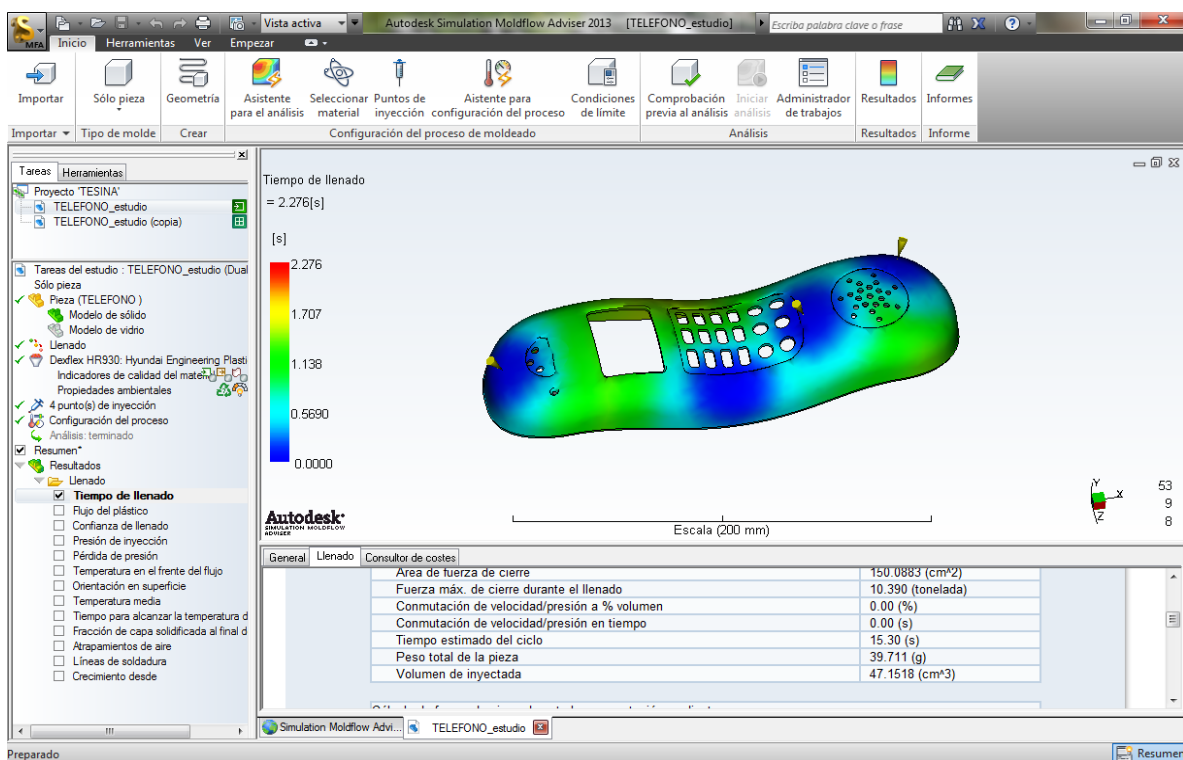 Vista activa
Autodesk Simulation Moldflow Adviser 2013 [TELEFONO_estudio]
Escriba palabra clave o frase
MFA
Inicio Herramientas Ver Empezar
Importar
Sólo pieza
Geometría
Asistente para el análisis
Seleccionar material
Puntos de inyección
Aistente para configuración del proceso
Condiciones de límite
Comprobación previa al análisis
Iniciar análisis
Administrador de trabajos
Resultados
Informes
Importar Tipo de molde Crear Configuración del proceso de moldeado Análisis Resultados Informe
Tareas Herramientas
Proyecto 'TESINA'
TELEFONO_estudio
TELEFONO_estudio (copia)
Tareas del estudio : TELEFONO_estudio (Dual
Sólo pieza
Pieza (TELEFONO )
Modelo de sólido
Modelo de vidrio
Llenado
Dexflex HR930: Hyundai Engineering Plasti
Indicadores de calidad del mater
Propiedades ambientales
4 punto(s) de inyección
Configuración del proceso
Análisis: terminado
Resumen*
Resultados
Llenado
Tiempo de llenado
Flujo del plástico
Confianza de llenado
Presión de inyección
Pérdida de presión
Temperatura en el frente del flujo
Orientación en superficie
Temperatura media
Tiempo para alcanzar la temperatura d
Fracción de capa solidificada al final d
Atrapamientos de aire
Líneas de soldadura
Crecimiento desde
Tiempo de llenado
= 2.276[s]
[s]
2.276
1.707
1.138
0.5690
0.0000
Autodesk
SIMULATION MOLDFLOW
ADVISER
Escala (200 mm)
Y
X
Z
53
9
8
General Llenado Consultor de costes
Área de fuerza de cierre 150.0883 (cm^2)
Fuerza máx. de cierre durante el llenado 10.390 (tonelada)
Conmutación de velocidad/presión a % volumen 0.00 (%)
Conmutación de velocidad/presión en tiempo 0.00 (s)
Tiempo estimado del ciclo 15.30 (s)
Peso total de la pieza 39.711 (g)
Volumen de inyectada 47.1518 (cm^3)
Simulation Moldflow Advi... TELEFONO_estudio
Preparado
Resumen